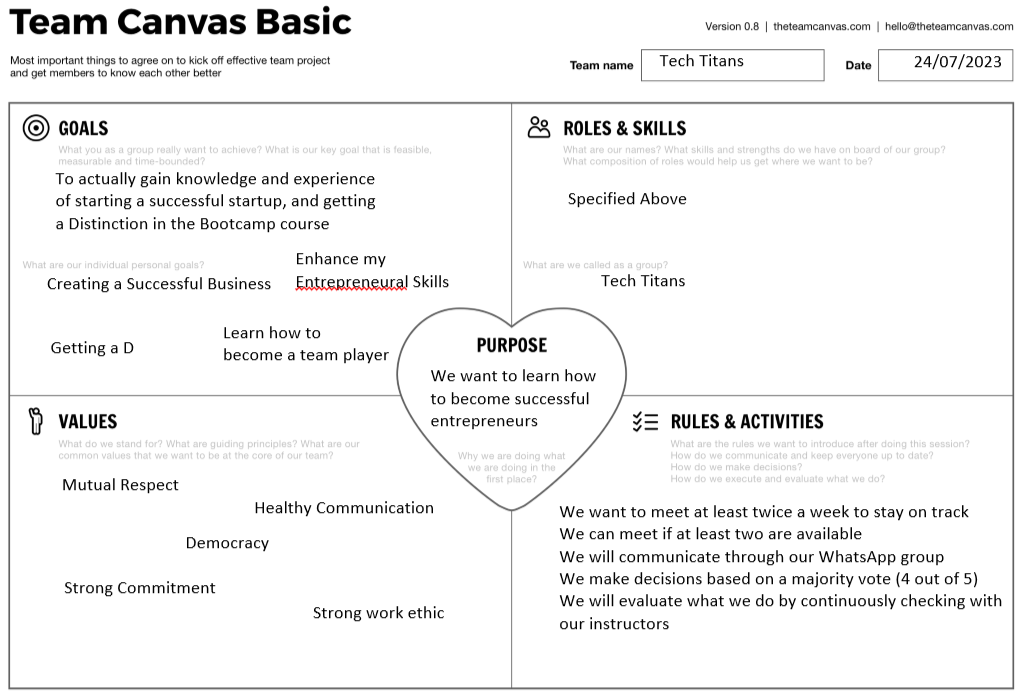 Team Canvas Basic
Version 0.8 | theteamcanvas.com | hello@theteamcanvas.com
Most important things to agree on to kick off effective team project
and get members to know each other better
Team name
Tech Titans
Date
24/07/2023
GOALS
What you as a group really want to achieve? What is our key goal that is feasible,
measurable and time-bounded?
To actually gain knowledge and experience
of starting a successful startup, and getting
a Distinction in the Bootcamp course
What are our individual personal goals?
Creating a Successful Business
Enhance my
Entrepreneural Skills
Getting a D
Learn how to
become a team player
ROLES & SKILLS
What are our names? What skills and strengths do we have on board of our group?
What composition of roles would help us get where we want to be?
Specified Above
What are we called as a group?
Tech Titans
PURPOSE
We want to learn how
to become successful
entrepreneurs
Why we are doing what
we are doing in the
first place?
VALUES
What do we stand for? What are guiding principles? What are our
common values that we want to be at the core of our team?
Mutual Respect
Healthy Communication
Democracy
Strong Commitment
Strong work ethic
RULES & ACTIVITIES
What are the rules we want to introduce after doing this session?
How do we communicate and keep everyone up to date?
How do we make decisions?
How do we execute and evaluate what we do?
We want to meet at least twice a week to stay on track
We can meet if at least two are available
We will communicate through our WhatsApp group
We make decisions based on a majority vote (4 out of 5)
We will evaluate what we do by continuously checking with
our instructors